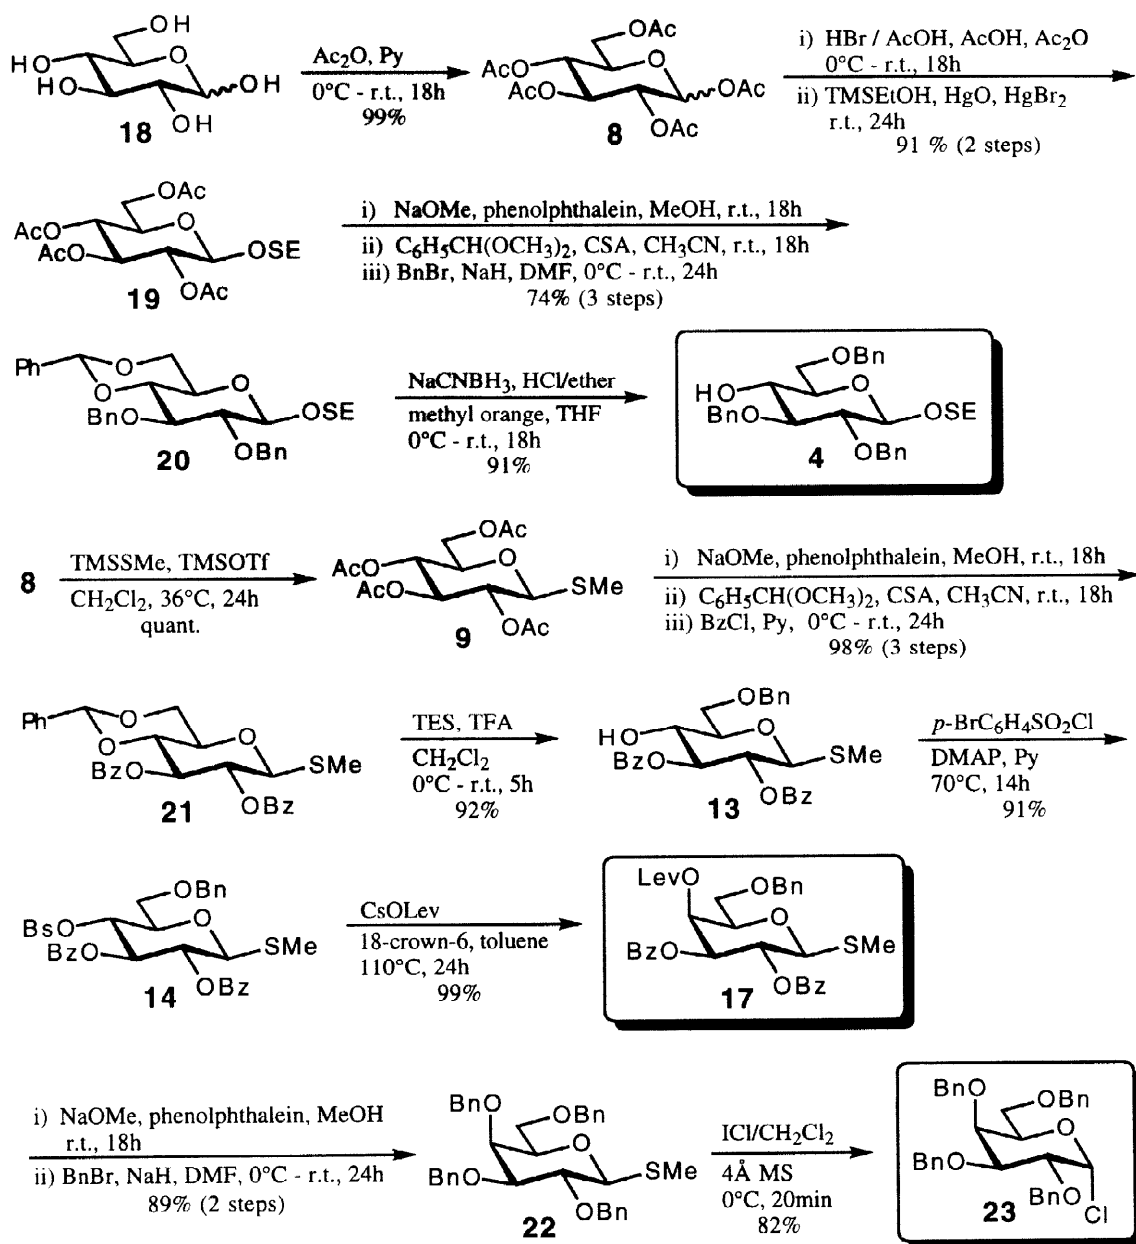 OH
HO
O
HO
OH
OH
18
Ac2O, Py
0°C - r.t., 18h
99%
OAc
AcO
O
AcO
OAc
OAc
8
i) HBr / AcOH, AcOH, Ac2O
0°C - r.t., 18h
ii) TMSEtOH, HgO, HgBr2
r.t., 24h
91 % (2 steps)
OAc
AcO
O
AcO
OSE
OAc
19
i) NaOMe, phenolphthalein, MeOH, r.t., 18h
ii) C6H5CH(OCH3)2, CSA, CH3CN, r.t., 18h
iii) BnBr, NaH, DMF, 0°C - r.t., 24h
74% (3 steps)
Ph
O
O
O
BnO
OSE
OBn
20
NaCNBH3, HCl/ether
methyl orange, THF
0°C - r.t., 18h
91%
OBn
HO
O
BnO
OSE
OBn
4
8
TMSSMe, TMSOTf
CH2Cl2, 36°C, 24h
quant.
OAc
AcO
O
AcO
SMe
OAc
9
i) NaOMe, phenolphthalein, MeOH, r.t., 18h
ii) C6H5CH(OCH3)2, CSA, CH3CN, r.t., 18h
iii) BzCl, Py, 0°C - r.t., 24h
98% (3 steps)
Ph
O
O
O
BzO
SMe
OBz
21
TES, TFA
CH2Cl2
0°C - r.t., 5h
92%
OBn
HO
O
BzO
SMe
OBz
13
p-BrC6H4SO2Cl
DMAP, Py
70°C, 14h
91%
OBn
BsO
O
BzO
SMe
OBz
14
CsOLev
18-crown-6, toluene
110°C, 24h
99%
LevO
OBn
O
BzO
SMe
OBz
17
i) NaOMe, phenolphthalein, MeOH
r.t., 18h
ii) BnBr, NaH, DMF, 0°C - r.t., 24h
89% (2 steps)
BnO
OBn
O
BnO
SMe
OBn
22
ICl/CH2Cl2
4Å MS
0°C, 20min
82%
BnO
OBn
O
BnO
BnO
Cl
23